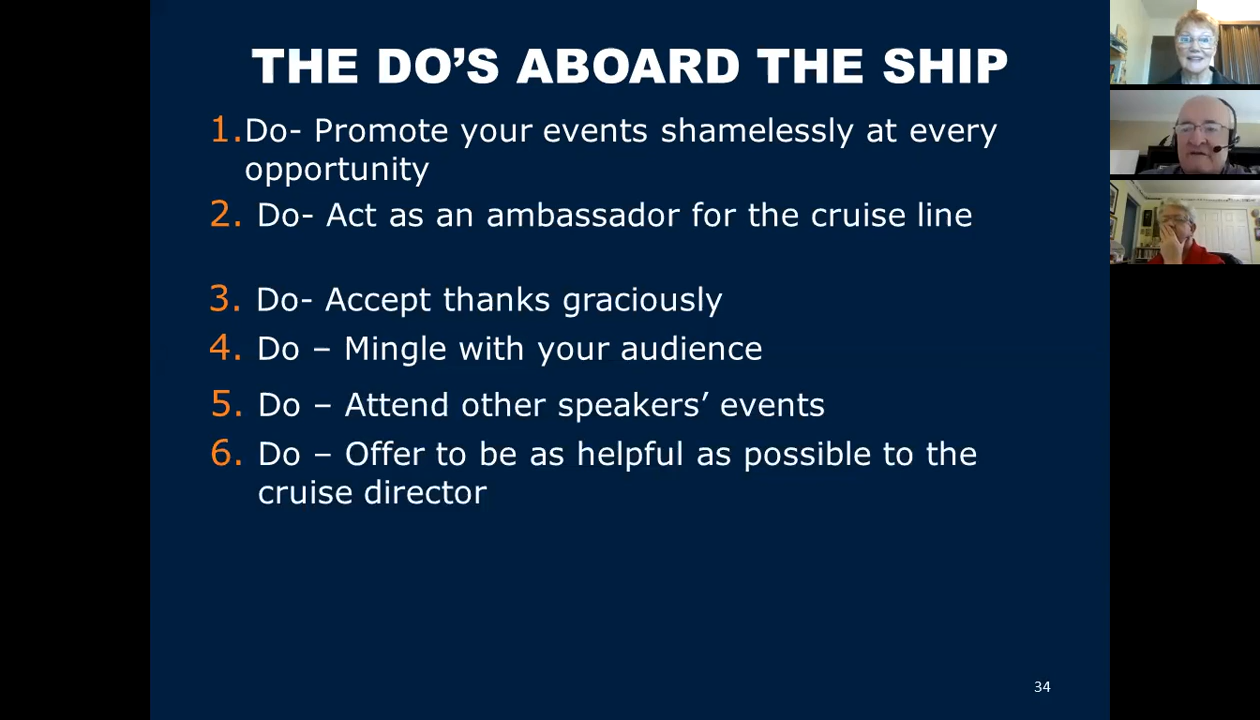 THE DO’S ABOARD THE SHIP
1.Do- Promote your events shamelessly at every
opportunity
2. Do- Act as an ambassador for the cruise line
3. Do- Accept thanks graciously
4. Do – Mingle with your audience
5. Do – Attend other speakers’ events
6. Do – Offer to be as helpful as possible to the
cruise director
34